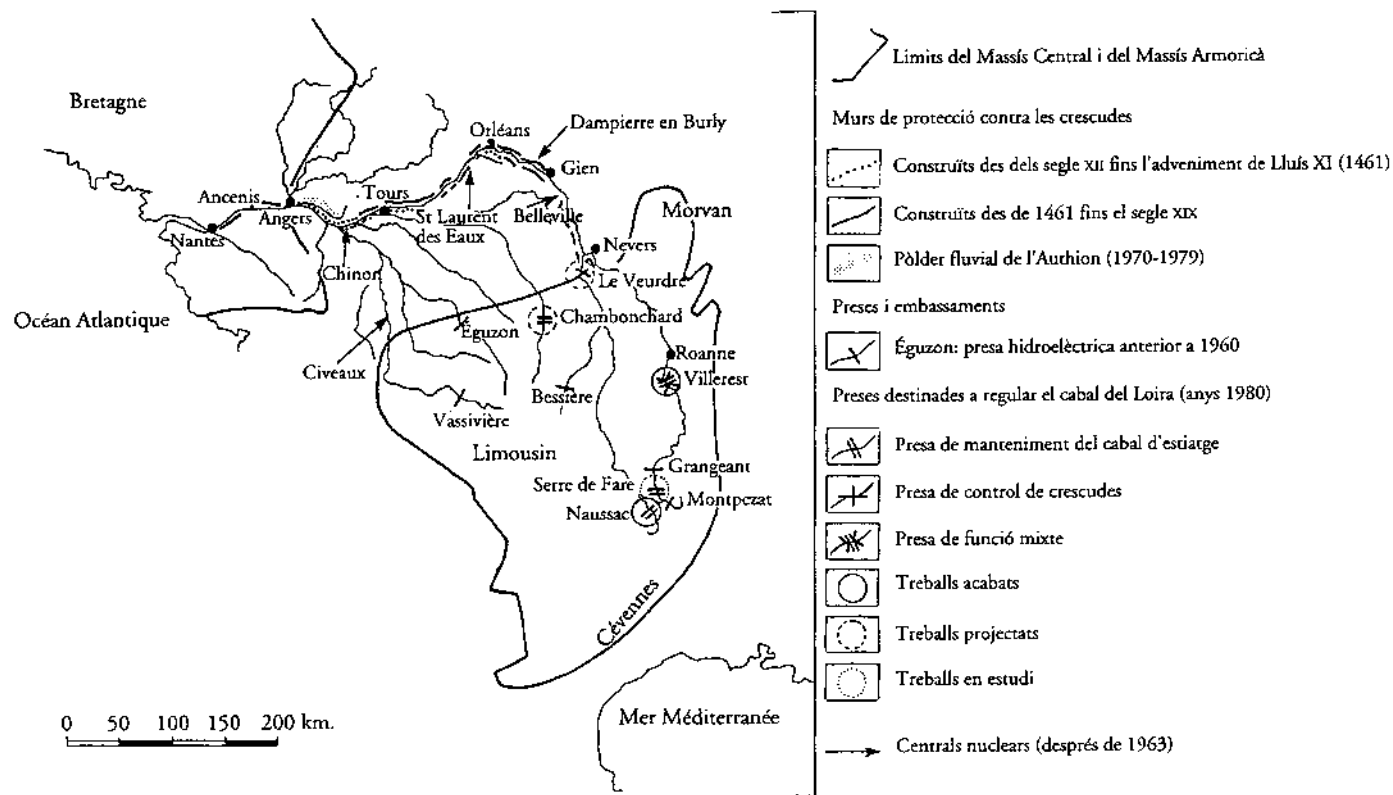 Bretagne
Orléans
Dampierre en Burly
Gien
Ancenis
Tours
Angers
St Laurent
des Eaux
Belleville
Morvan
Nantes
Nevers
Chinon
Le Veurdre
Océan Atlantique
Chambonchard
Éguzon
Roanne
Civeaux
Villerest
Bessière
Vassivière
Limousin
Grangeant
Serre de Fare
Montpezat
Naussac
Cévennes
Mer Méditerranée
0 50 100 150 200 km.
Límits del Massís Central i del Massís Armoricà
Murs de protecció contra les crescudes
Construïts des dels segle XII fins l'adveniment de Lluís XI (1461)
Construïts des de 1461 fins el segle XIX
Pòlder fluvial de l'Authion (1970-1979)
Preses i embassaments
Éguzon: presa hidroelèctrica anterior a 1960
Preses destinades a regular el cabal del Loira (anys 1980)
Presa de manteniment del cabal d'estiatge
Presa de control de crescudes
Presa de funció mixte
Treballs acabats
Treballs projectats
Treballs en estudi
Centrals nuclears (després de 1963)